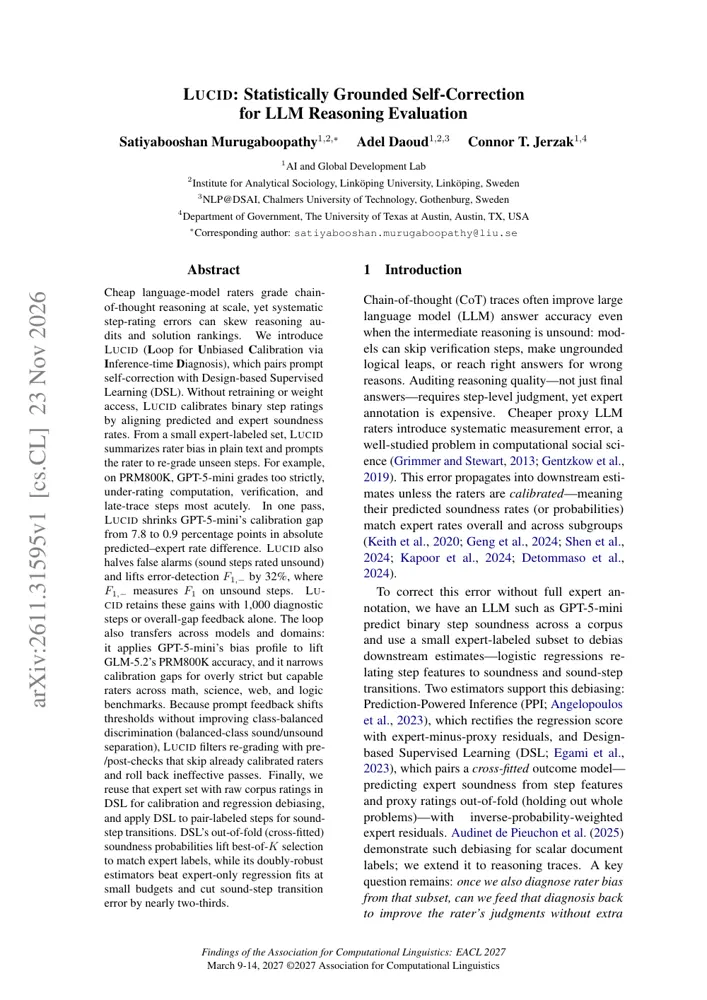 LUCID: Statistically Grounded Self-Correction
for LLM Reasoning Evaluation
Satiyabooshan Murugaboopathy1,2,* Adel Daoud1,2,3 Connor T. Jerzak1,4
1AI and Global Development Lab
2Institute for Analytical Sociology, Linköping University, Linköping, Sweden
3NLP@DSAI, Chalmers University of Technology, Gothenburg, Sweden
4Department of Government, The University of Texas at Austin, Austin, TX, USA
*Corresponding author: satiyabooshan.murugaboopathy@liu.se
arXiv:2611.31595v1 [cs.CL] 23 Nov 2026
Abstract
Cheap language-model raters grade chain-
of-thought reasoning at scale, yet systematic
step-rating errors can skew reasoning au-
dits and solution rankings. We introduce
LUCID (Loop for Unbiased Calibration via
Inference-time Diagnosis), which pairs prompt
self-correction with Design-based Supervised
Learning (DSL). Without retraining or weight
access, LUCID calibrates binary step ratings
by aligning predicted and expert soundness
rates. From a small expert-labeled set, LUCID
summarizes rater bias in plain text and prompts
the rater to re-grade unseen steps. For example,
on PRM800K, GPT-5-mini grades too strictly,
under-rating computation, verification, and
late-trace steps most acutely. In one pass,
LUCID shrinks GPT-5-mini's calibration gap
from 7.8 to 0.9 percentage points in absolute
predicted–expert rate difference. LUCID also
halves false alarms (sound steps rated unsound)
and lifts error-detection F1,− by 32%, where
F1,− measures F1 on unsound steps. LU-
CID retains these gains with 1,000 diagnostic
steps or overall-gap feedback alone. The loop
also transfers across models and domains:
it applies GPT-5-mini's bias profile to lift
GLM-5.2's PRM800K accuracy, and it narrows
calibration gaps for overly strict but capable
raters across math, science, web, and logic
benchmarks. Because prompt feedback shifts
thresholds without improving class-balanced
discrimination (balanced-class sound/unsound
separation), LUCID filters re-grading with pre-
/post-checks that skip already calibrated raters
and roll back ineffective passes. Finally, we
reuse that expert set with raw corpus ratings in
DSL for calibration and regression debiasing,
and apply DSL to pair-labeled steps for sound-
step transitions. DSL's out-of-fold (cross-fitted)
soundness probabilities lift best-of-K selection
to match expert labels, while its doubly-robust
estimators beat expert-only regression fits at
small budgets and cut sound-step transition
error by nearly two-thirds.
1 Introduction
Chain-of-thought (CoT) traces often improve large
language model (LLM) answer accuracy even
when the intermediate reasoning is unsound: mod-
els can skip verification steps, make ungrounded
logical leaps, or reach right answers for wrong
reasons. Auditing reasoning quality—not just final
answers—requires step-level judgment, yet expert
annotation is expensive. Cheaper proxy LLM
raters introduce systematic measurement error, a
well-studied problem in computational social sci-
ence (Grimmer and Stewart, 2013; Gentzkow et al.,
2019). This error propagates into downstream esti-
mates unless the raters are calibrated—meaning
their predicted soundness rates (or probabilities)
match expert rates overall and across subgroups
(Keith et al., 2020; Geng et al., 2024; Shen et al.,
2024; Kapoor et al., 2024; Detommaso et al.,
2024).
To correct this error without full expert an-
notation, we have an LLM such as GPT-5-mini
predict binary step soundness across a corpus
and use a small expert-labeled subset to debias
downstream estimates—logistic regressions re-
lating step features to soundness and sound-step
transitions. Two estimators support this debiasing:
Prediction-Powered Inference (PPI; Angelopoulos
et al., 2023), which rectifies the regression score
with expert-minus-proxy residuals, and Design-
based Supervised Learning (DSL; Egami et al.,
2023), which pairs a cross-fitted outcome model—
predicting expert soundness from step features
and proxy ratings out-of-fold (holding out whole
problems)—with inverse-probability-weighted
expert residuals. Audinet de Pieuchon et al. (2025)
demonstrate such debiasing for scalar document
labels; we extend it to reasoning traces. A key
question remains: once we also diagnose rater bias
from that subset, can we feed that diagnosis back
to improve the rater's judgments without extra
Findings of the Association for Computational Linguistics: EACL 2027
March 9-14, 2027 ©2027 Association for Computational Linguistics